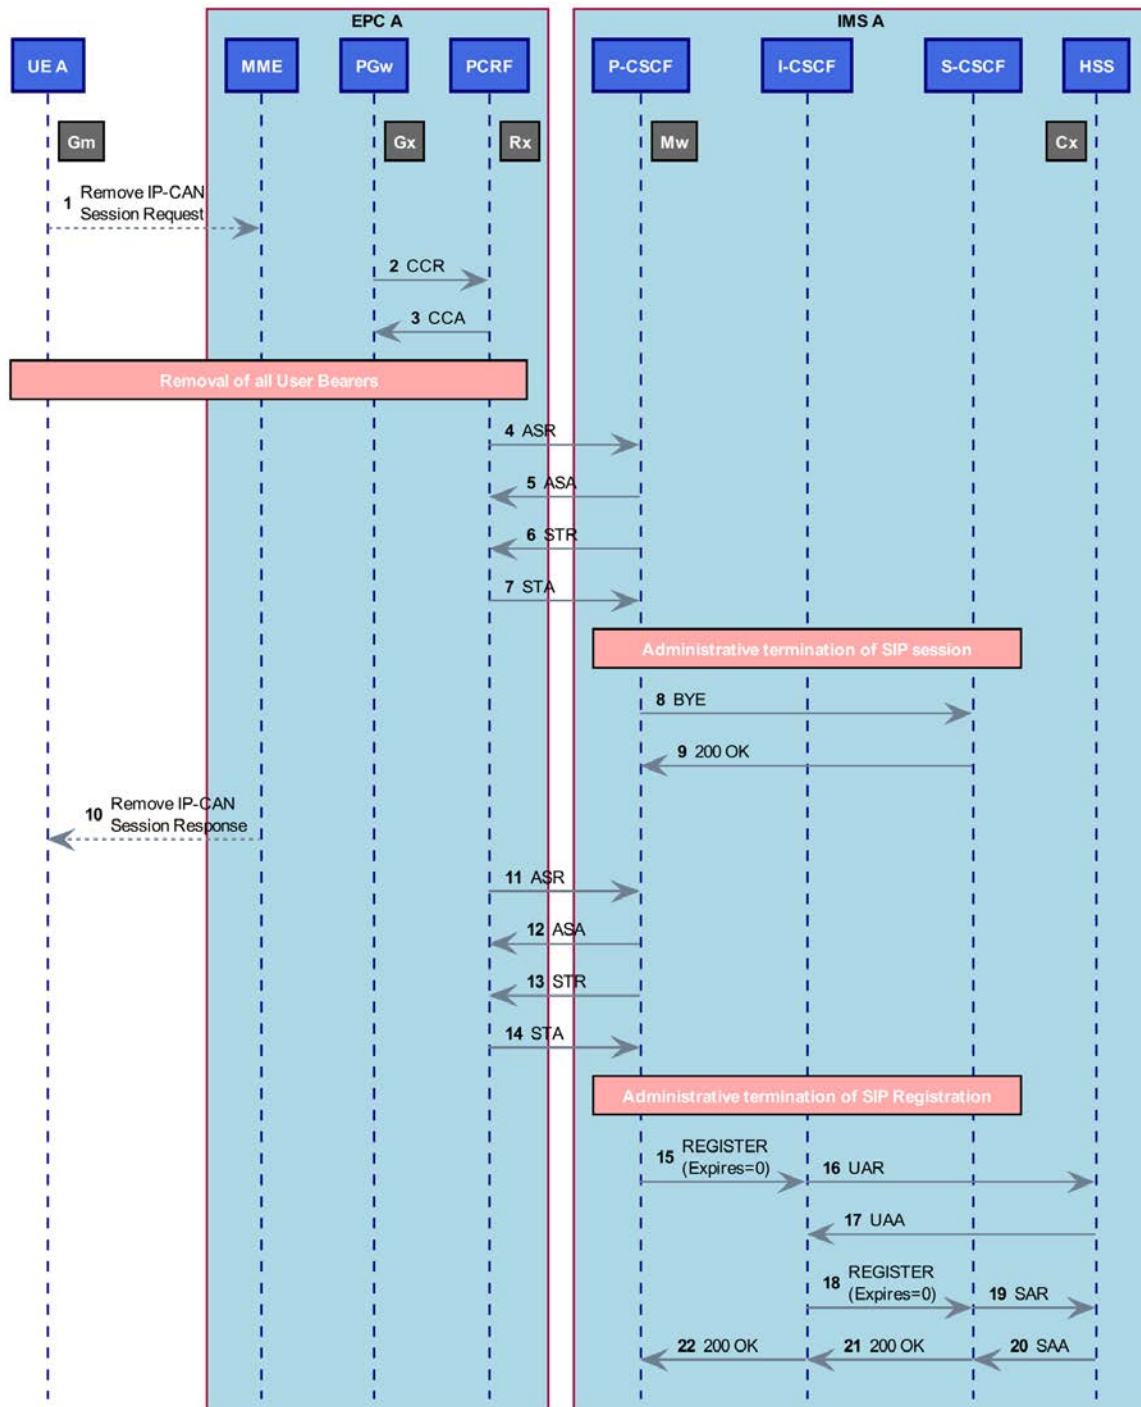 EPC A
IMS A
UE A
MME
PGw
PCRF
P-CSCF
I-CSCF
S-CSCF
HSS
Gm
Gx
Rx
Mw
Cx
1 Remove IP-CAN
Session Request
2 CCR
3 CCA
Removal of all User Bearers
4 ASR
5 ASA
6 STR
7 STA
Administrative termination of SIP session
8 BYE
9 200 OK
10 Remove IP-CAN
Session Response
11 ASR
12 ASA
13 STR
14 STA
Administrative termination of SIP Registration
15 REGISTER
(Expires=0)
16 UAR
17 UAA
18 REGISTER
(Expires=0)
19 SAR
22 200 OK
21 200 OK
20 SAA